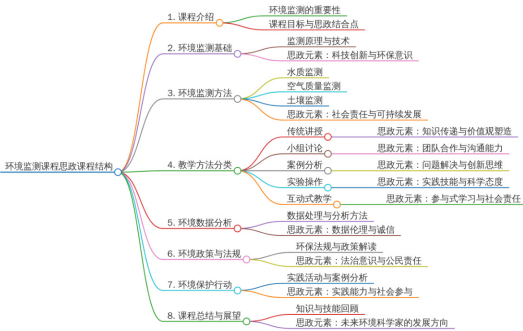 环境监测课程思政课程结构
1. 课程介绍
环境监测的重要性
课程目标与思政结合点
2. 环境监测基础
监测原理与技术
思政元素：科技创新与环保意识
3. 环境监测方法
水质监测
空气质量监测
土壤监测
思政元素：社会责任与可持续发展
4. 教学方法分类
传统讲授
思政元素：知识传递与价值观塑造
小组讨论
思政元素：团队合作与沟通能力
案例分析
思政元素：问题解决与创新思维
实验操作
思政元素：实践技能与科学态度
互动式教学
思政元素：参与式学习与社会责任
5. 环境数据分析
数据处理与分析方法
思政元素：数据伦理与诚信
6. 环境政策与法规
环保法规与政策解读
思政元素：法治意识与公民责任
7. 环境保护行动
实践活动与案例分析
思政元素：实践能力与社会参与
8. 课程总结与展望
知识与技能回顾
思政元素：未来环境科学家的发展方向